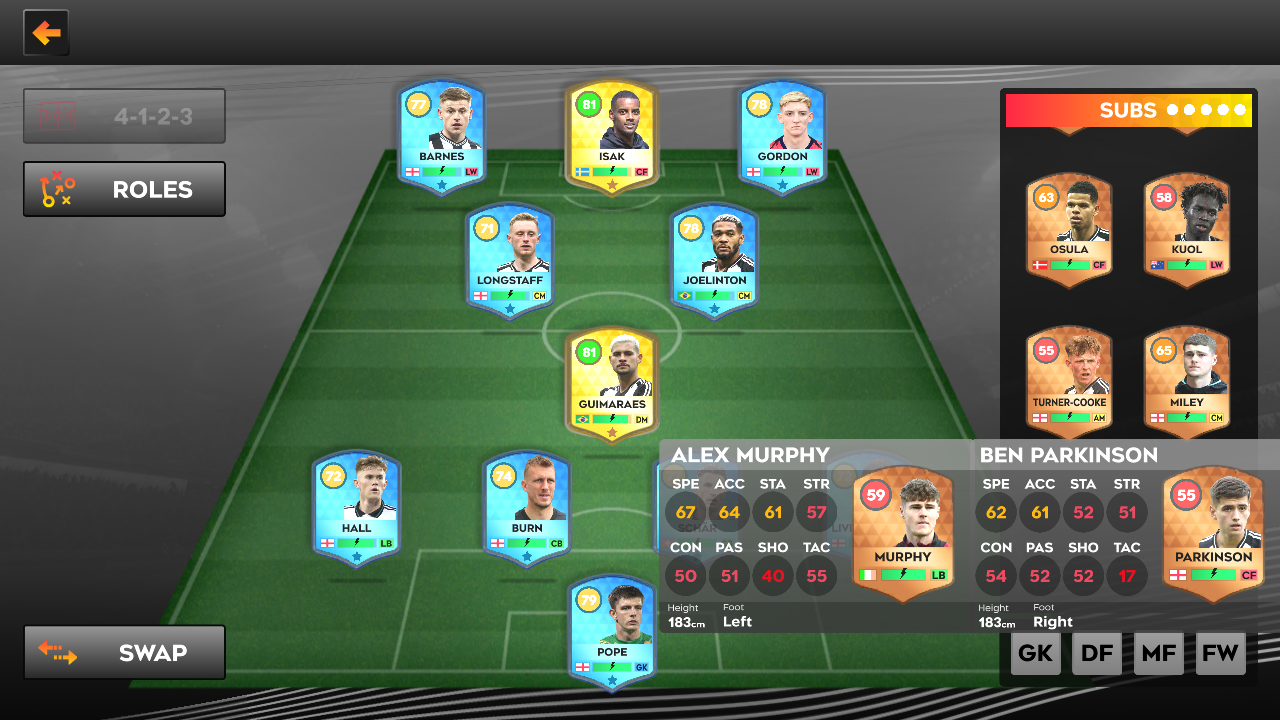 4-1-2-3
ROLES
SUBS
77
BARNES
LW
81
ISAK
CF
78
GORDON
LW
71
LONGSTAFF
CM
78
JOELINTON
CM
81
GUIMARAES
DM
72
HALL
LB
74
BURN
CB
SCHÄR
79
POPE
GK
63
OSULA
CF
58
KUOL
LW
55
TURNER-COOKE
AM
65
MILEY
CM
ALEX MURPHY
SPE ACC STA STR
67 64 61 57
CON PAS SHO TAC
50 51 40 55
Height Foot
183cm Left
59
MURPHY
LB
BEN PARKINSON
SPE ACC STA STR
62 61 52 51
CON PAS SHO TAC
54 52 52 17
Height Foot
183cm Right
55
PARKINSON
CF
SWAP
GK DF MF FW